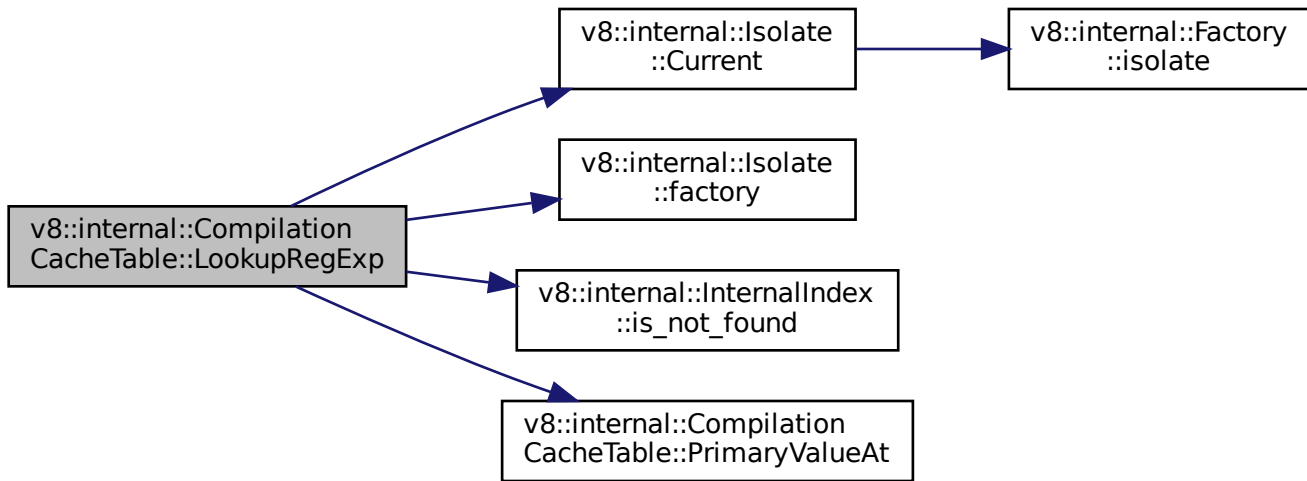 v8::internal::Isolate
::Current
v8::internal::Factory
::isolate
v8::internal::Isolate
::factory
v8::internal::Compilation
CacheTable::LookupRegExp
v8::internal::InternalIndex
::is_not_found
v8::internal::Compilation
CacheTable::PrimaryValueAt